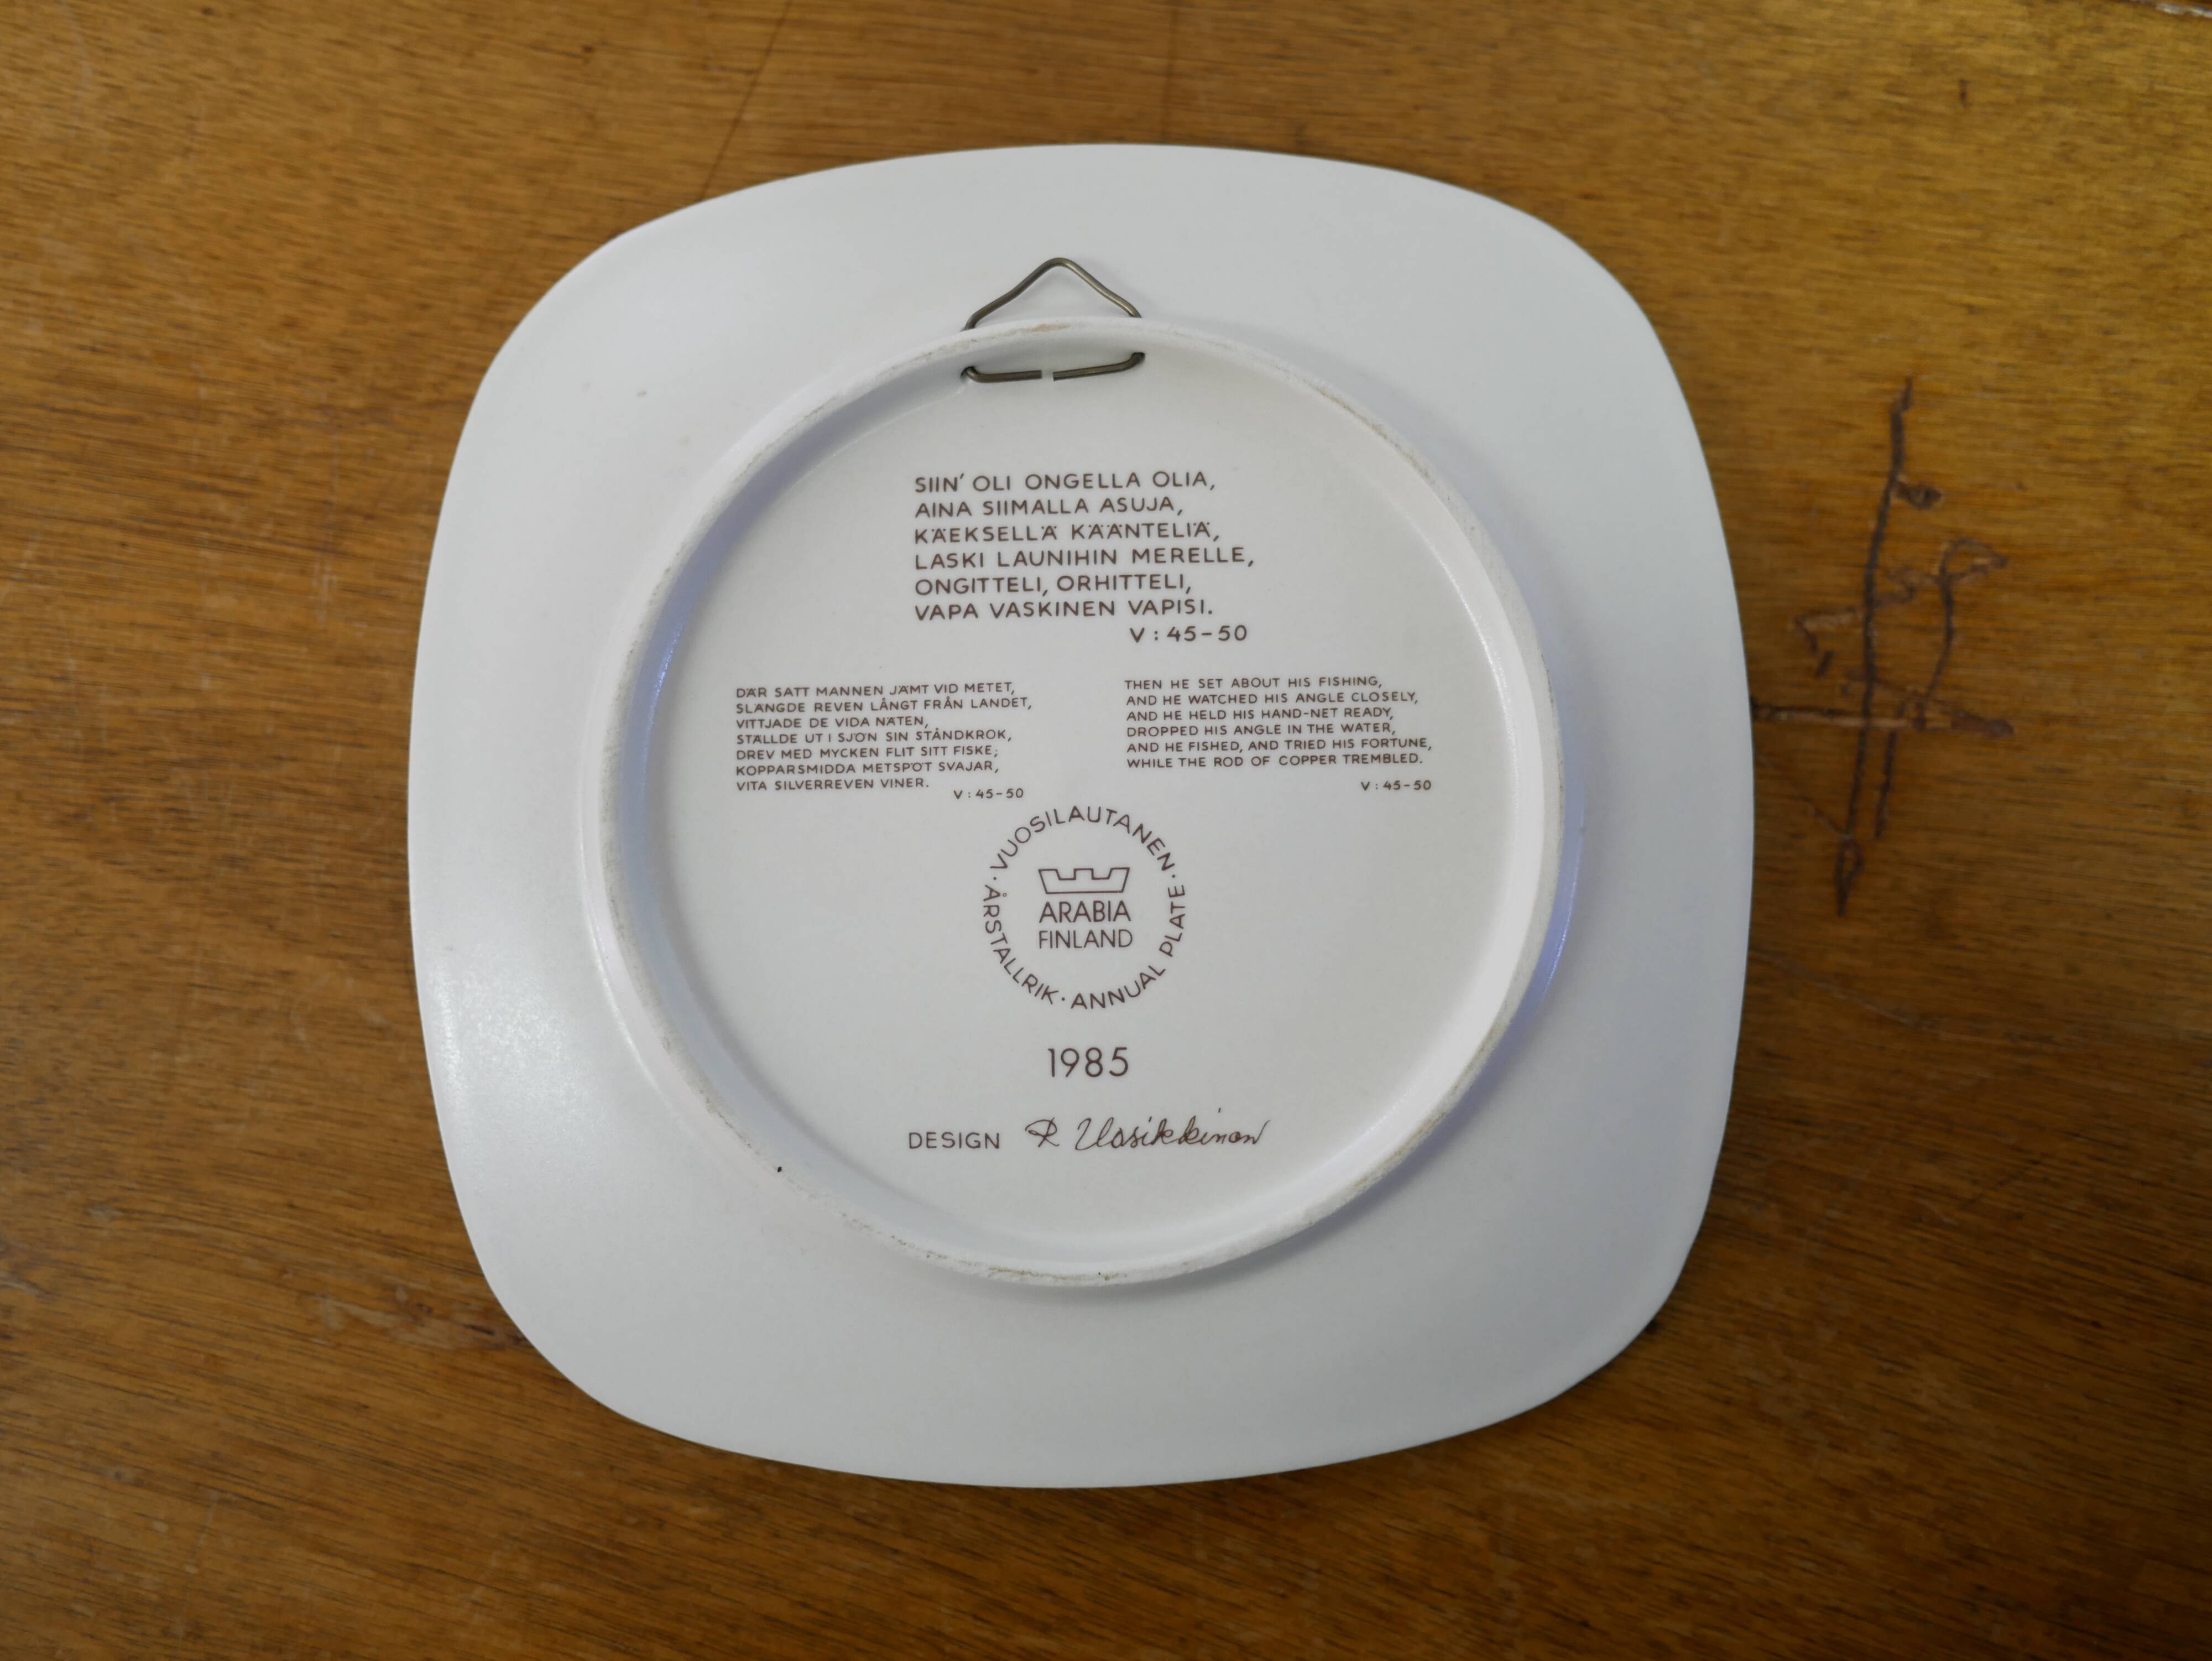 SIIN' OLI ONGELLA OLIA,
AINA SIIMALLA ASUJA,
KÄEKSELLÄ KÄÄNTELIÄ,
LASKI LAUNIHIN MERELLE,
ONGITTELI, ORHITTELI,
VAPA VASKINEN VAPISI.
V : 45-50
DÄR SATT MANNEN JÄMT VID METET,
SLÄNGDE REVEN LÅNGT FRÅN LANDET,
VITTJADE DE VIDA NÄTEN,
STÄLLDE UT I SJÖN SIN STÅNDKROK,
DREV MED MYCKEN FLIT SITT FISKE;
KOPPARSMIDDA METSPÖT SVAJAR,
VITA SILVERREVEN VINER.
V : 45-50
THEN HE SET ABOUT HIS FISHING,
AND HE WATCHED HIS ANGLE CLOSELY,
AND HE HELD HIS HAND-NET READY,
DROPPED HIS ANGLE IN THE WATER,
AND HE FISHED, AND TRIED HIS FORTUNE,
WHILE THE ROD OF COPPER TREMBLED.
V : 45-50
· VUOSILAUTANEN · ANNUAL PLATE · ÅRSTALLRIK
ARABIA
FINLAND
1985
DESIGN R Uosikkinen